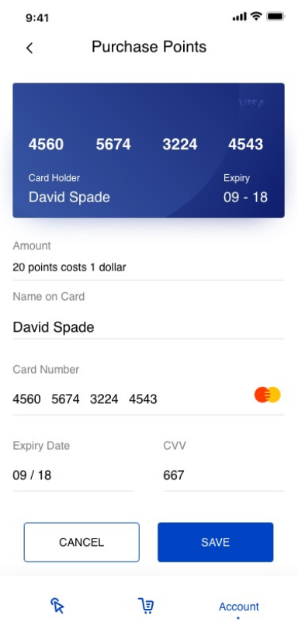 9:41
Purchase Points
VISA
4560 5674 3224 4543
Card Holder Expiry
David Spade 09 - 18
Amount
20 points costs 1 dollar
Name on Card
David Spade
Card Number
4560 5674 3224 4543
Expiry Date CVV
09 / 18 667
CANCEL SAVE
Account